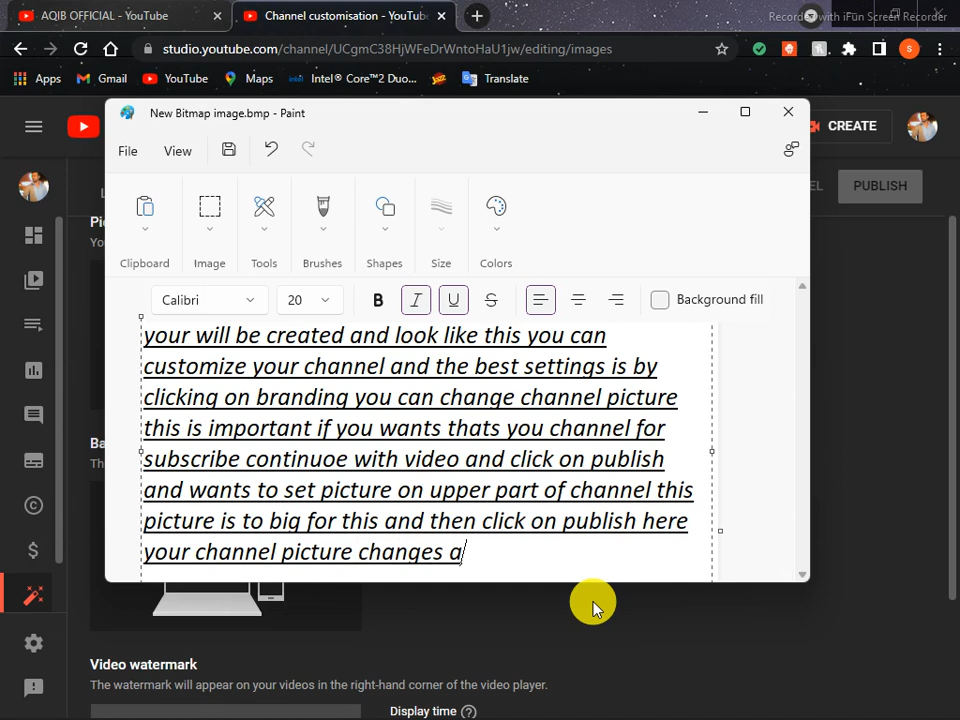 AQIB OFFICIAL - YouTube
Channel customisation - YouTub
Recorded with iFun Screen Recorder
studio.youtube.com/channel/UCgmC38HjWFeDrWntoHaU1jw/editing/images
S
Apps Gmail YouTube Maps Intel® Core™2 Duo... Translate
New Bitmap image.bmp - Paint
CREATE
File View
L
EL
PUBLISH
Pi
Yo
Clipboard Image Tools Brushes Shapes Size Colors
Calibri 20 B I U Background fill
your will be created and look like this you can
customize your channel and the best settings is by
clicking on branding you can change channel picture
this is important if you wants thats you channel for
subscribe continuoe with video and click on publish
and wants to set picture on upper part of channel this
picture is to big for this and then click on publish here
your channel picture changes a
Ba
Th
Video watermark
The watermark will appear on your videos in the right-hand corner of the video player.
Display time